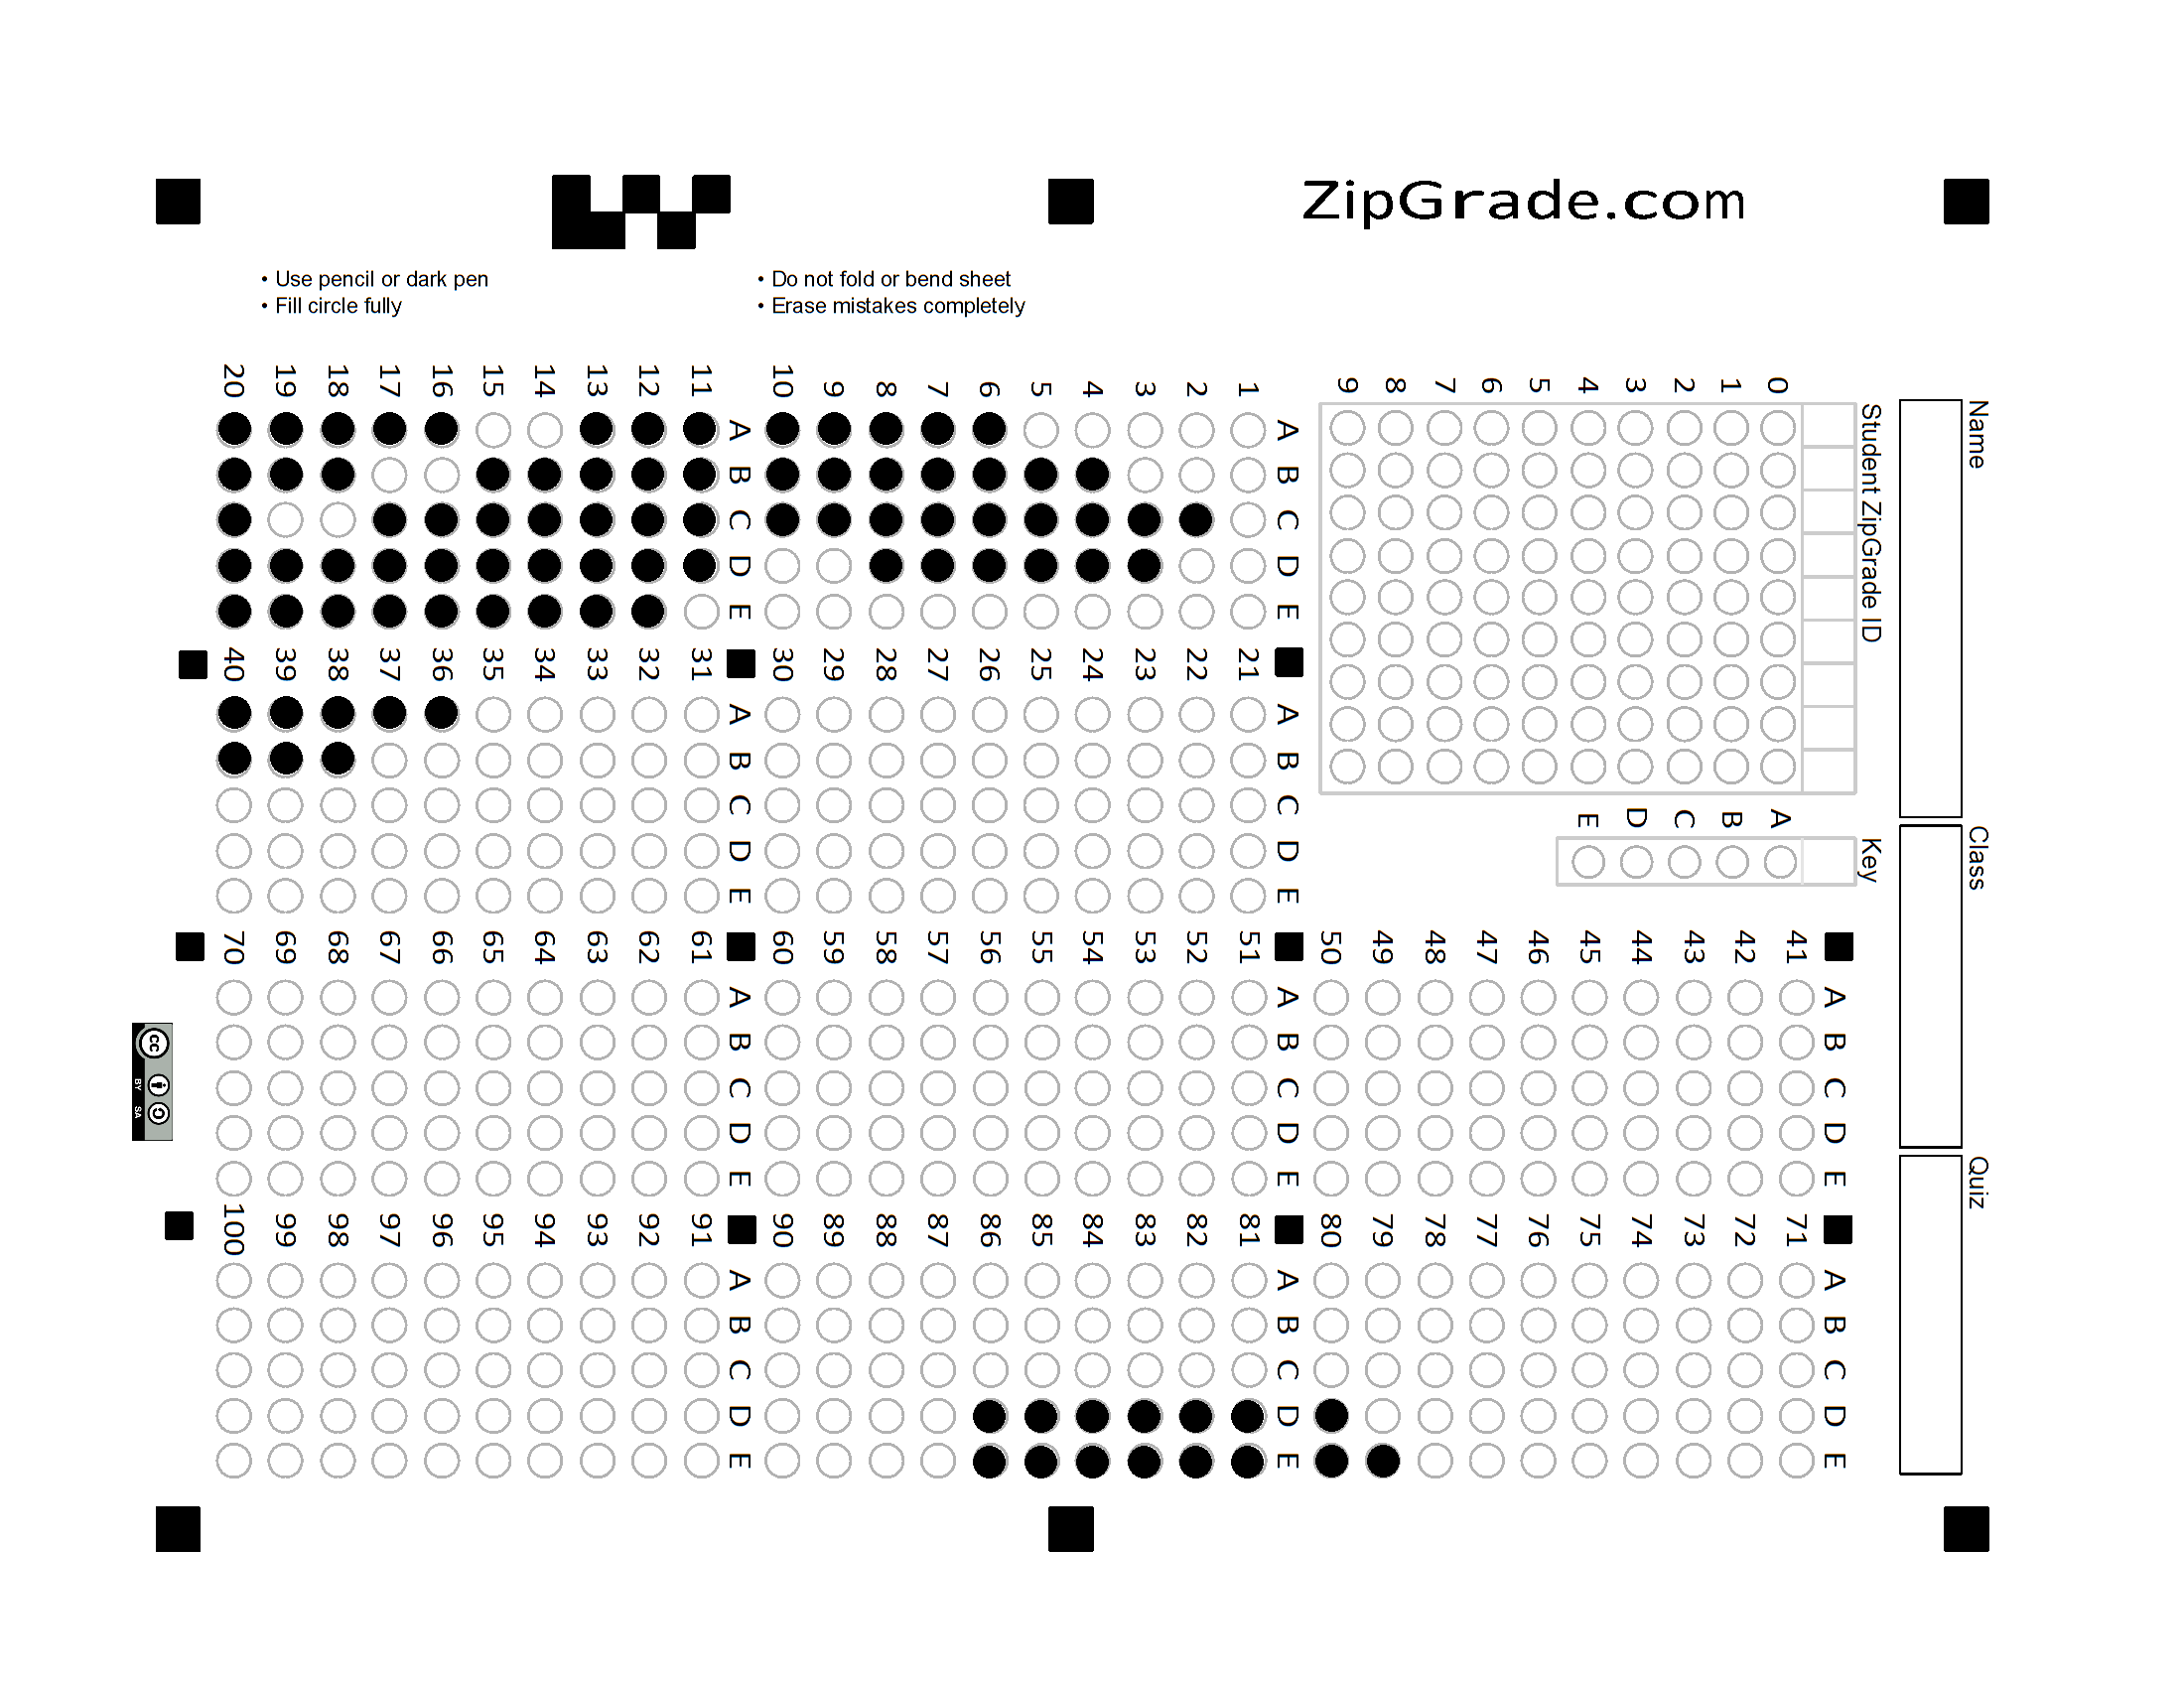 ZipGrade.com
• Use pencil or dark pen
• Fill circle fully
• Do not fold or bend sheet
• Erase mistakes completely
Name
Class
Quiz
Student ZipGrade ID
0 1 2 3 4 5 6 7 8 9
Key
A B C D E
1 2 3 4 5 6 7 8 9 10
A B C D E
11 12 13 14 15 16 17 18 19 20
A B C D E
21 22 23 24 25 26 27 28 29 30
A B C D E
31 32 33 34 35 36 37 38 39 40
A B C D E
41 42 43 44 45 46 47 48 49 50
A B C D E
51 52 53 54 55 56 57 58 59 60
A B C D E
61 62 63 64 65 66 67 68 69 70
A B C D E
71 72 73 74 75 76 77 78 79 80
A B C D E
81 82 83 84 85 86 87 88 89 90
A B C D E
91 92 93 94 95 96 97 98 99 100
A B C D E
cc
BY SA